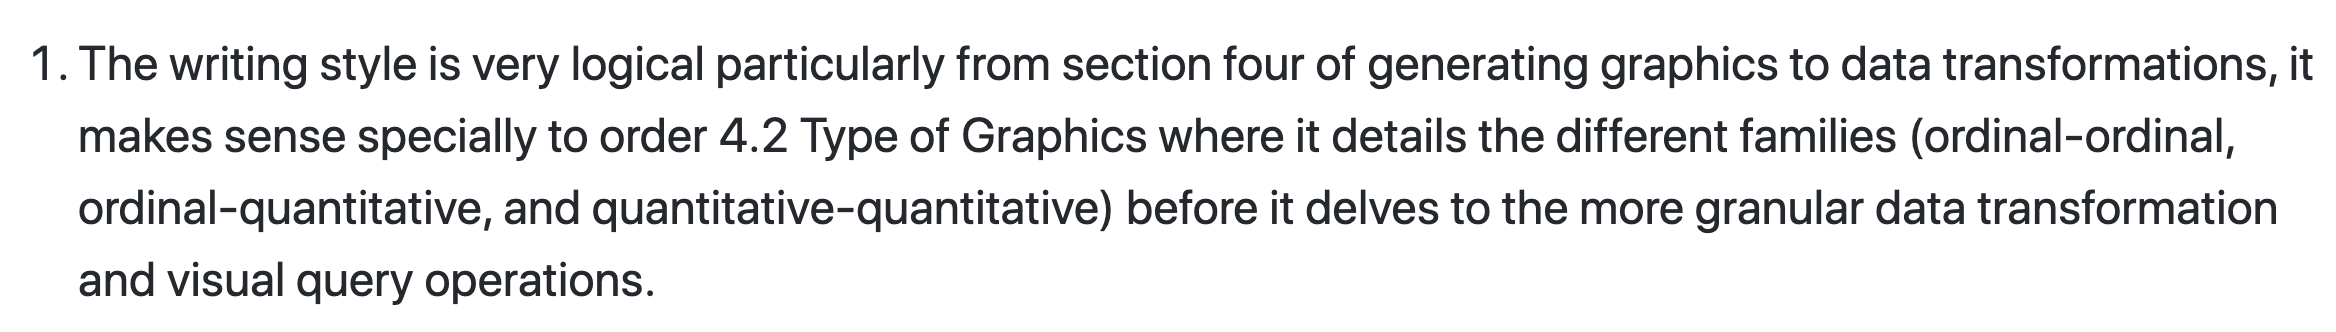 1. The writing style is very logical particularly from section four of generating graphics to data transformations, it
makes sense specially to order 4.2 Type of Graphics where it details the different families (ordinal-ordinal,
ordinal-quantitative, and quantitative-quantitative) before it delves to the more granular data transformation
and visual query operations.